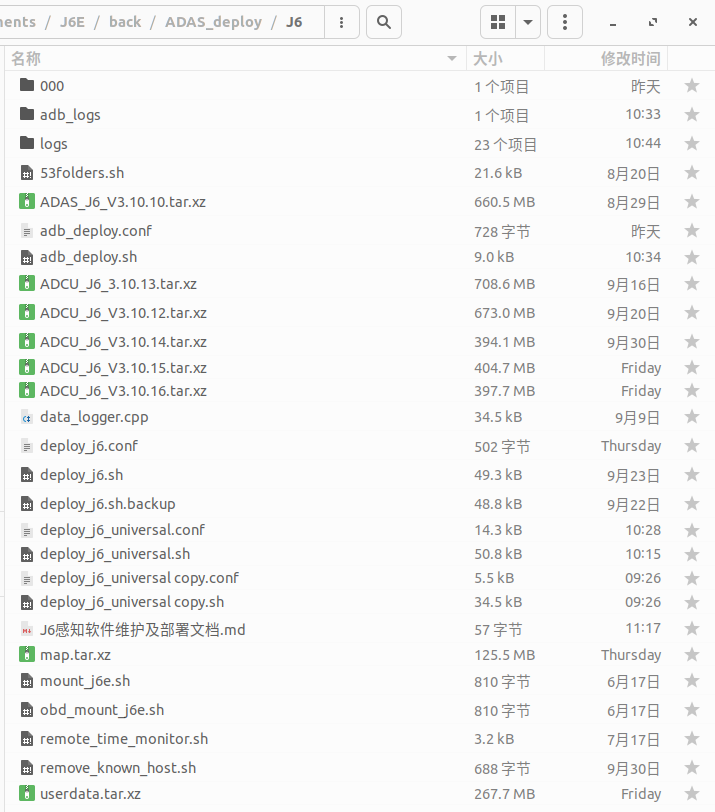 ments / J6E / back / ADAS_deploy / J6
名称 大小 修改时间
000 1 个项目 昨天
adb_logs 1 个项目 10:33
logs 23 个项目 10:44
53folders.sh 21.6 kB 8月20日
ADAS_J6_V3.10.10.tar.xz 660.5 MB 8月29日
adb_deploy.conf 728 字节 昨天
adb_deploy.sh 9.0 kB 10:34
ADCU_J6_3.10.13.tar.xz 708.6 MB 9月16日
ADCU_J6_V3.10.12.tar.xz 673.0 MB 9月20日
ADCU_J6_V3.10.14.tar.xz 394.1 MB 9月30日
ADCU_J6_V3.10.15.tar.xz 404.7 MB Friday
ADCU_J6_V3.10.16.tar.xz 397.7 MB Friday
data_logger.cpp 34.5 kB 9月9日
deploy_j6.conf 502 字节 Thursday
deploy_j6.sh 49.3 kB 9月23日
deploy_j6.sh.backup 48.8 kB 9月22日
deploy_j6_universal.conf 14.3 kB 10:28
deploy_j6_universal.sh 50.8 kB 10:15
deploy_j6_universal copy.conf 5.5 kB 09:26
deploy_j6_universal copy.sh 34.5 kB 09:26
J6感知软件维护及部署文档.md 57 字节 11:17
map.tar.xz 125.5 MB Thursday
mount_j6e.sh 810 字节 6月17日
obd_mount_j6e.sh 810 字节 6月17日
remote_time_monitor.sh 3.2 kB 7月17日
remove_known_host.sh 688 字节 9月30日
userdata.tar.xz 267.7 MB Friday